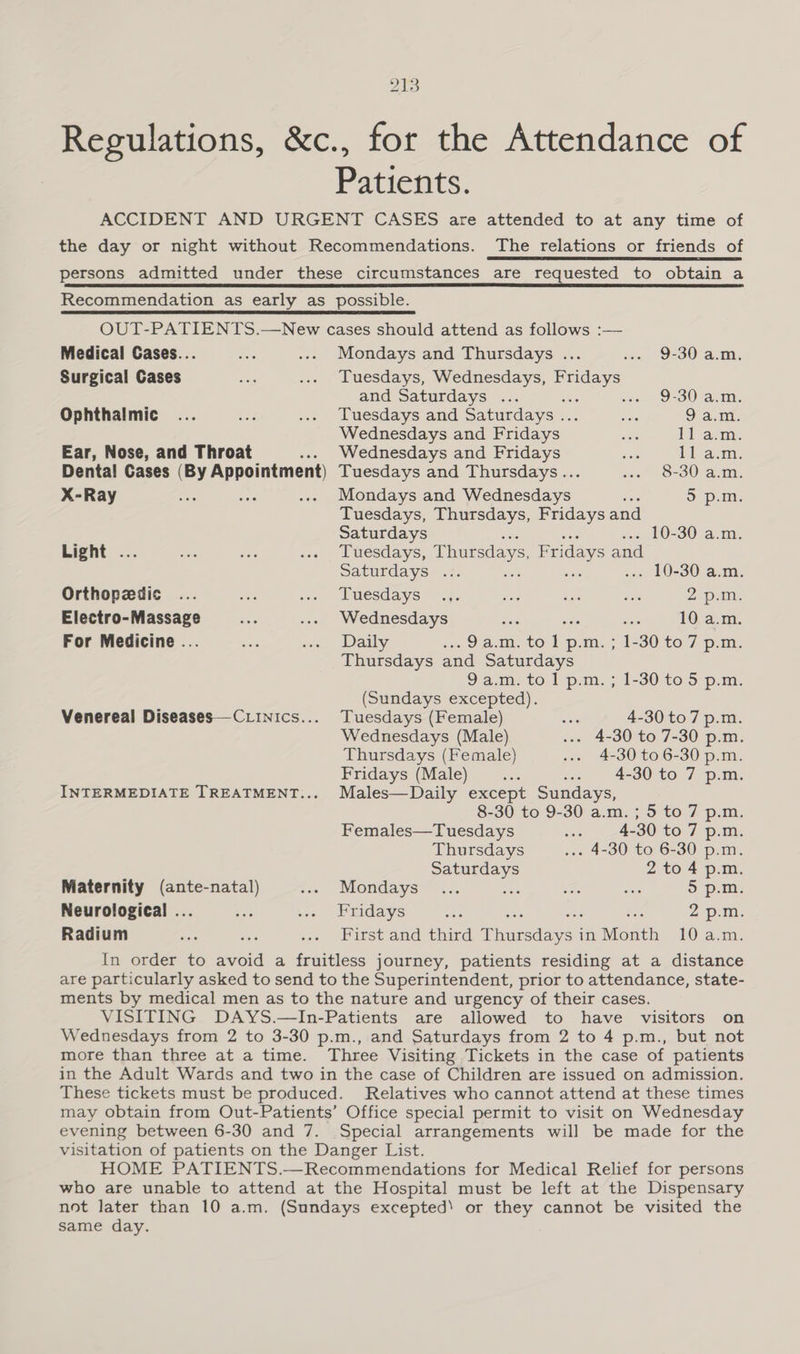 213
Regulations, &c., for the Attendance of
Patients.
ACCIDENT AND URGENT CASES are attended to at any time of
the day or night without Recommendations. The relations or friends of
persons admitted under these circumstances are requested to obtain a
Recommendation as early as possible.
OUT-PATIENTS.—New cases should attend as follows :—
Medical Cases... ... ... Mondays and Thursdays ... ... 9-30 a.m.
Surgical Cases ... ... Tuesdays, Wednesdays, Fridays
and Saturdays ... ... ... 9-30 a.m.
Ophthalmic ... ... ... Tuesdays and Saturdays ... ... 9 a.m.
Wednesdays and Fridays ... 11 a.m.
Ear, Nose, and Throat ... Wednesdays and Fridays ... 11 a.m.
Dental Cases (By Appointment) Tuesdays and Thursdays ... ... 8-30 a.m.
X-Ray ... ... ... Mondays and Wednesdays ... 5 p.m.
Tuesdays, Thursdays, Fridays and
Saturdays ... ... ... 10-30 a.m.
Light ... ... ... ... Tuesdays, Thursdays, Fridays and
Saturdays ... ... ... ... 10-30 a.m.
Orthopædic ... ... ... Tuesdays ... ... ... ... 2 p.m.
Electro-Massage ... ... Wednesdays ... ... ... 10 a.m.
For Medicine ... ... ... Daily ... 9 a.m. to 1 p.m. ; 1-30 to 7 p.m.
Thursdays and Saturdays
9 a.m. to 1 p.m. ; 1-30 to 5 p.m.
(Sundays excepted).
Venereal Diseases—CLINICS... Tuesdays (Female) ... 4-30 to 7 p.m.
Wednesdays (Male) ... 4-30 to 7-30 p.m.
Thursdays (Female) ... 4-30 to 6-30 p.m.
Fridays (Male) ... ... 4-30 to 7 p.m.
INTERMEDIATE TREATMENT... Males—Daily except Sundays,
8-30 to 9-30 a.m. ; 5 to 7 p.m.
Females—Tuesdays ... 4-30 to 7 p.m.
Thursdays ... 4-30 to 6-30 p.m.
Saturdays 2 to 4 p.m.
Maternity (ante-natal) ... Mondays ... ... ... ... 5 p.m.
Neurological ... ... ... Fridays ... ... ... ... 2 p.m.
Radium ... ... ... First and third Thursdays in Month 10 a.m.
In order to avoid a fruitless journey, patients residing at a distance
are particularly asked to send to the Superintendent, prior to attendance, state-
ments by medical men as to the nature and urgency of their cases.
VISITING DAYS.—In-Patients are allowed to have visitors on
Wednesdays from 2 to 3-30 p.m., and Saturdays from 2 to 4 p.m., but not
more than three at a time. Three Visiting Tickets in the case of patients
in the Adult Wards and two in the case of Children are issued on admission.
These tickets must be produced. Relatives who cannot attend at these times
may obtain from Out-Patients' Office special permit to visit on Wednesday
evening between 6-30 and 7. Special arrangements will be made for the
visitation of patients on the Danger List.
HOME PATIENTS.—Recommendations for Medical Relief for persons
who are unable to attend at the Hospital must be left at the Dispensary
not later than 10 a.m. (Sundays excepted) or they cannot be visited the
same day.